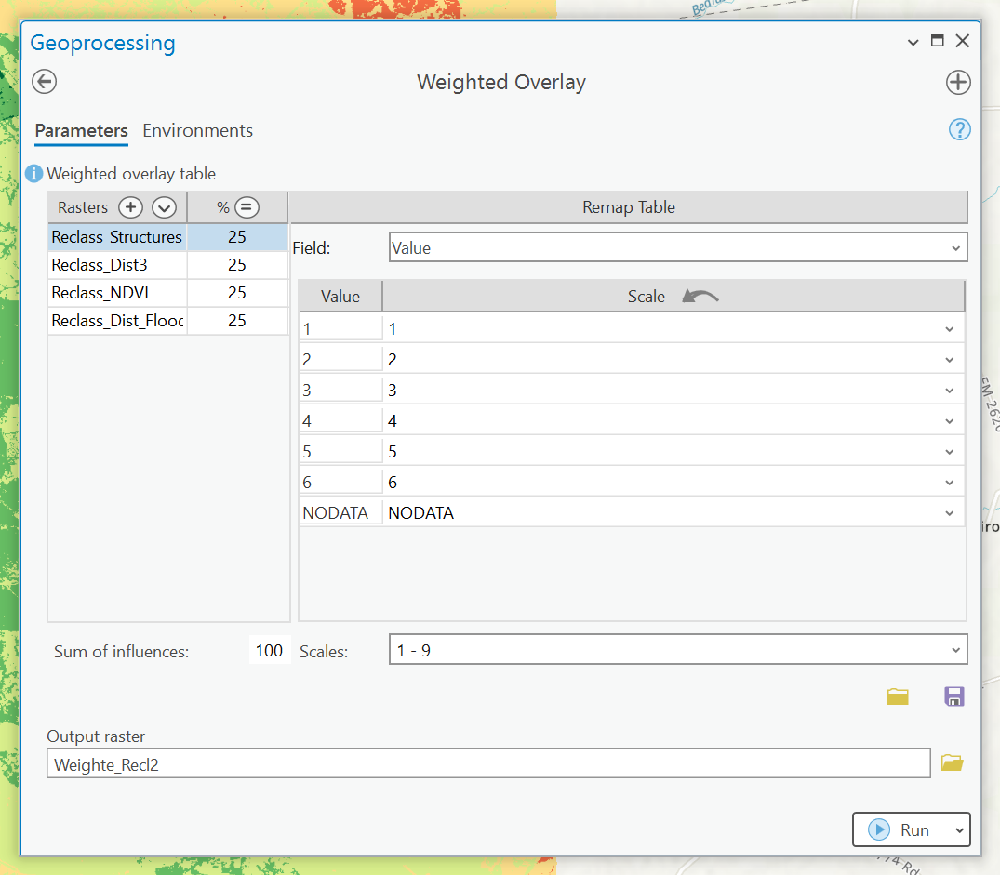 Geoprocessing
Weighted Overlay
Parameters Environments
Weighted overlay table
Rasters % Remap Table
Reclass_Structures 25
Reclass_Dist3 25
Reclass_NDVI 25
Reclass_Dist_Flooc 25
Field: Value
Value Scale
1 1
2 2
3 3
4 4
5 5
6 6
NODATA NODATA
Sum of influences: 100 Scales: 1 - 9
Output raster
Weighte_Recl2
Run
FM 2620